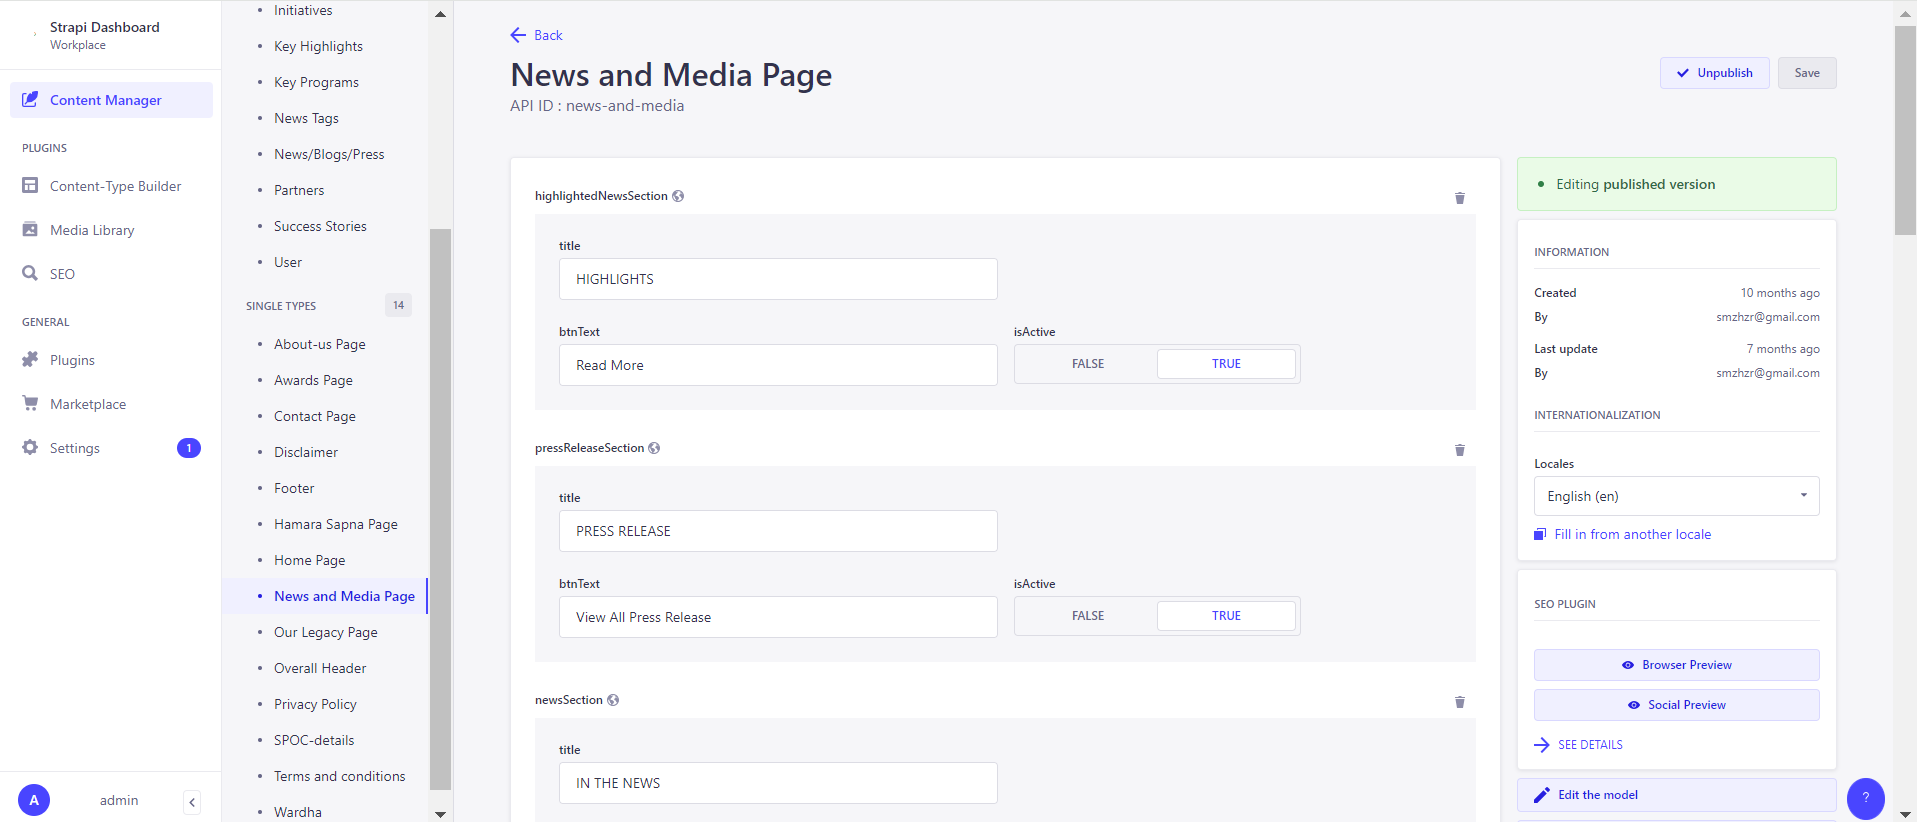 Strapi Dashboard
Workplace
Content Manager
PLUGINS
Content-Type Builder
Media Library
SEO
GENERAL
Plugins
Marketplace
Settings
1
A
admin
Initiatives
Key Highlights
Key Programs
News Tags
News/Blogs/Press
Partners
Success Stories
User
SINGLE TYPES 14
About-us Page
Awards Page
Contact Page
Disclaimer
Footer
Hamara Sapna Page
Home Page
News and Media Page
Our Legacy Page
Overall Header
Privacy Policy
SPOC-details
Terms and conditions
Wardha
Back
News and Media Page
API ID : news-and-media
Unpublish
Save
highlightedNewsSection
title
HIGHLIGHTS
btnText
Read More
isActive
FALSE
TRUE
pressReleaseSection
title
PRESS RELEASE
btnText
View All Press Release
isActive
FALSE
TRUE
newsSection
title
IN THE NEWS
Editing published version
INFORMATION
Created 10 months ago
By smzhzr@gmail.com
Last update 7 months ago
By smzhzr@gmail.com
INTERNATIONALIZATION
Locales
English (en)
Fill in from another locale
SEO PLUGIN
Browser Preview
Social Preview
SEE DETAILS
Edit the model
?